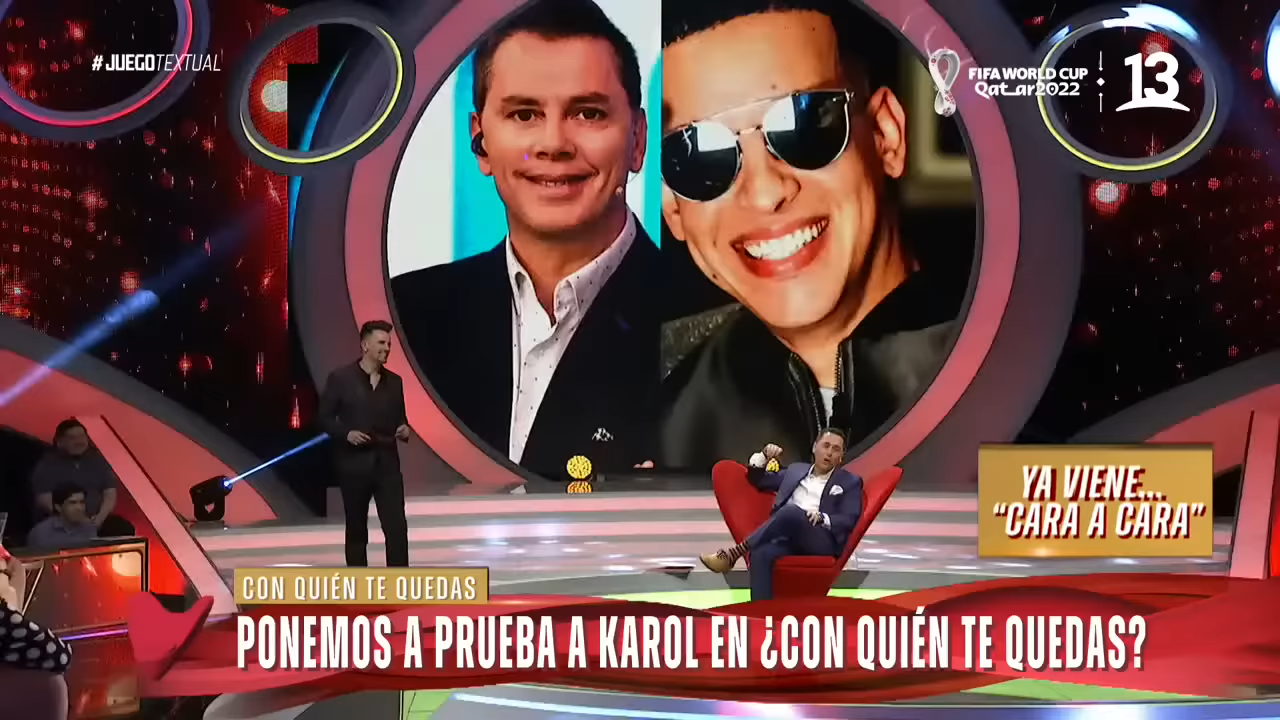 #JUEGOTEXTUAL
FIFA WORLD CUP
Qatar2022
13
YA VIENE...
"CARA A CARA"
CON QUIÉN TE QUEDAS
PONEMOS A PRUEBA A KAROL EN ¿CON QUIÉN TE QUEDAS?